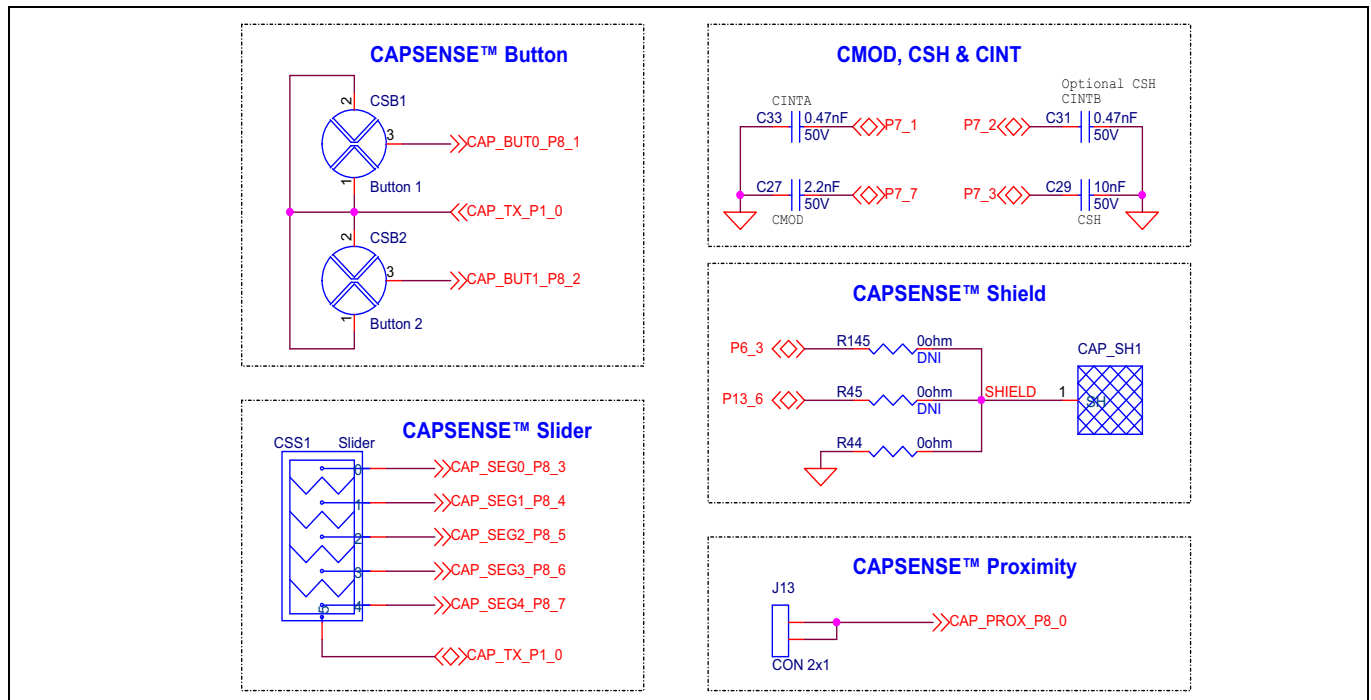 CAPSENSE™ Button
2
CSB1
3
CAP_BUT0_P8_1
1
Button 1
CAP_TX_P1_0
2
CSB2
3
CAP_BUT1_P8_2
1
Button 2
CAPSENSE™ Slider
CSS1 Slider
0
CAP_SEG0_P8_3
1
CAP_SEG1_P8_4
2
CAP_SEG2_P8_5
3
CAP_SEG3_P8_6
4
CAP_SEG4_P8_7
5
CAP_TX_P1_0
CMOD, CSH & CINT
CINTA
C33 0.47nF
50V
P7_1
Optional CSH
CINTB
P7_2
C31 0.47nF
50V
C27 2.2nF
50V
P7_7
CMOD
P7_3
C29 10nF
50V
CSH
CAPSENSE™ Shield
P6_3
R145 0ohm
DNI
P13_6
R45 0ohm
DNI
SHIELD
1
CAP_SH1
SH
R44 0ohm
CAPSENSE™ Proximity
J13
CAP_PROX_P8_0
CON 2x1